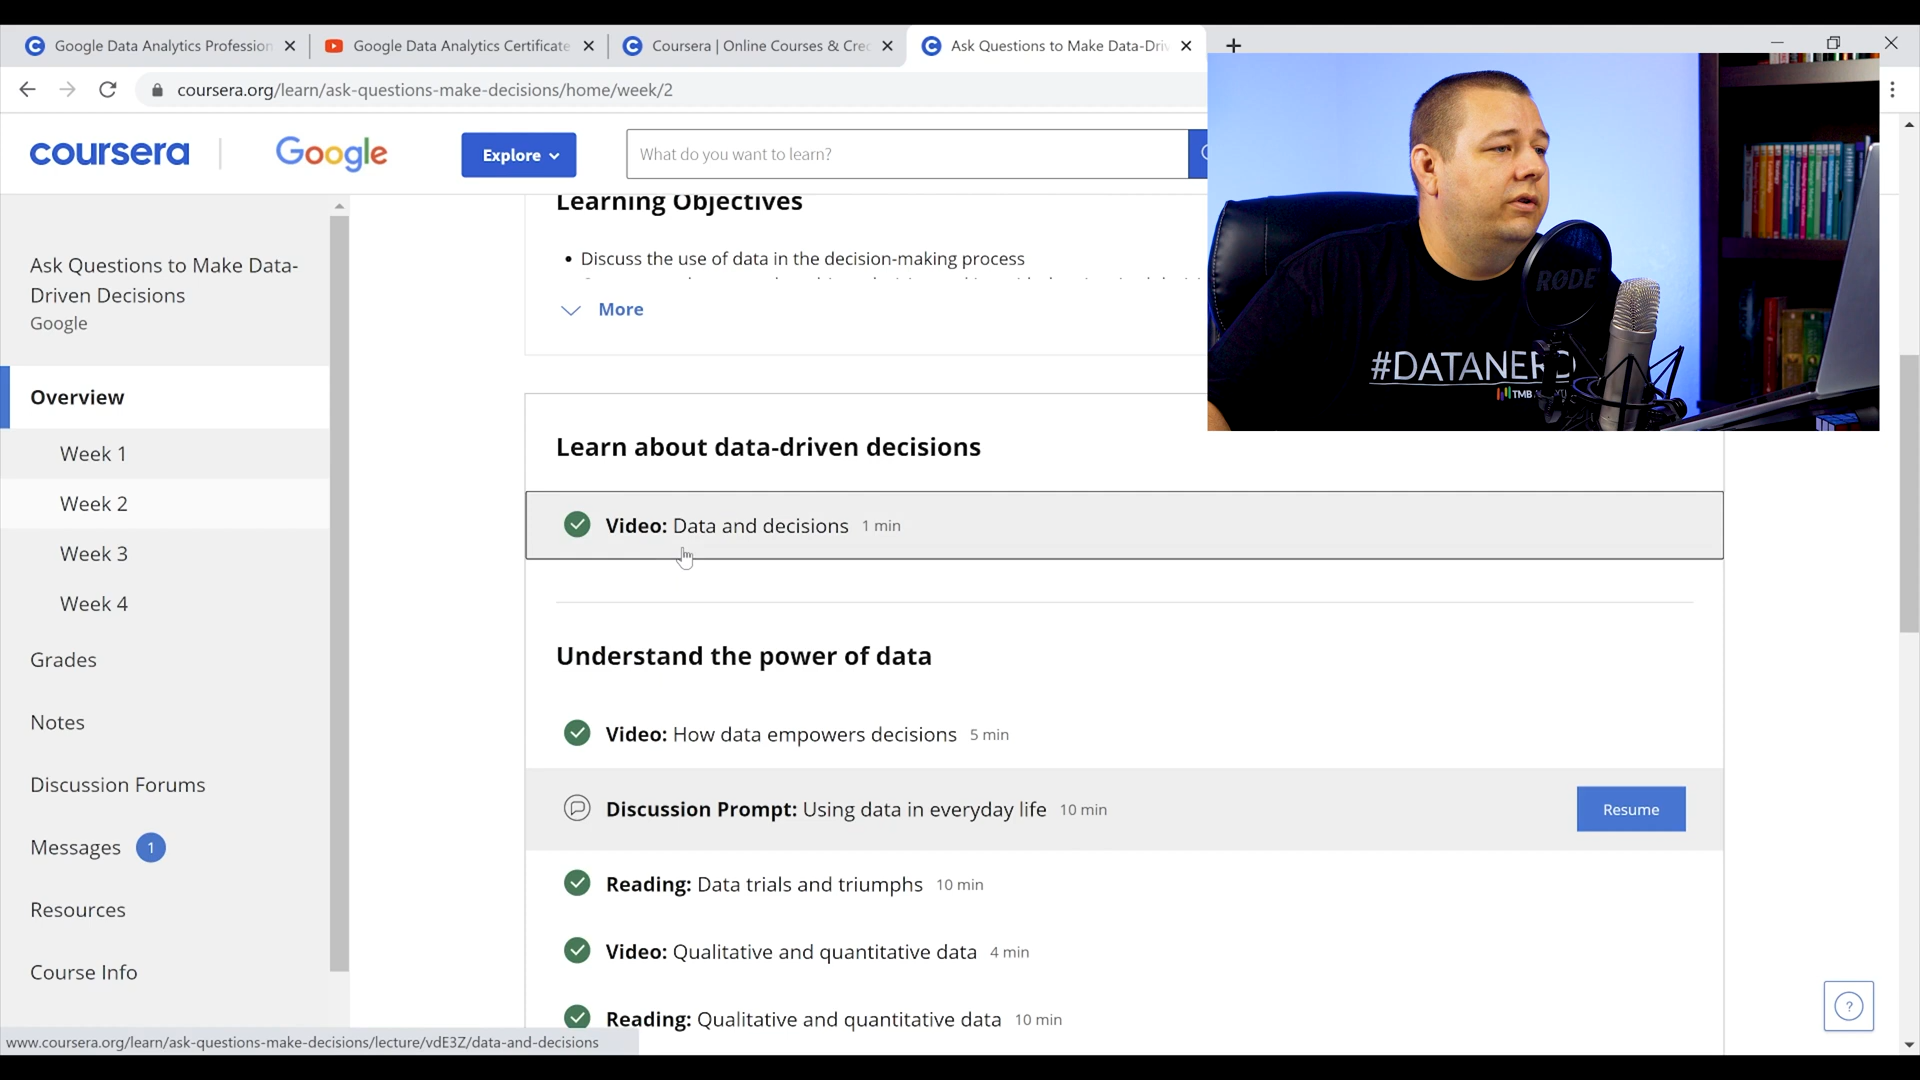 Google Data Analytics Profession
Google Data Analytics Certificate
Coursera | Online Courses & Cre
Ask Questions to Make Data-Dri
coursera.org/learn/ask-questions-make-decisions/home/week/2
coursera
Google
Explore
What do you want to learn?
Ask Questions to Make Data-
Driven Decisions
Google
Overview
Week 1
Week 2
Week 3
Week 4
Grades
Notes
Discussion Forums
Messages 1
Resources
Course Info
Learning Objectives
• Discuss the use of data in the decision-making process
More
Learn about data-driven decisions
Video: Data and decisions 1 min
Understand the power of data
Video: How data empowers decisions 5 min
Discussion Prompt: Using data in everyday life 10 min
Resume
Reading: Data trials and triumphs 10 min
Video: Qualitative and quantitative data 4 min
Reading: Qualitative and quantitative data 10 min
?
www.coursera.org/learn/ask-questions-make-decisions/lecture/vdE3Z/data-and-decisions
RØDE
#DATANERD
TMB